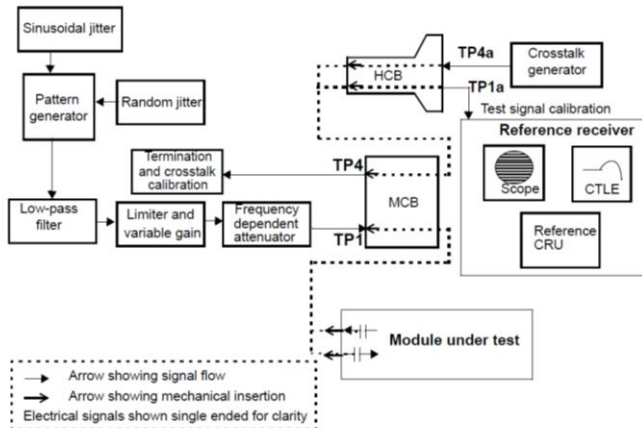 Sinusoidal jitter
Pattern
generator
Random jitter
HCB
TP4a
Crosstalk
generator
TP1a
Test signal calibration
Reference receiver
Scope
CTLE
Reference
CRU
Termination
and crosstalk
calibration
TP4
MCB
Low-pass
filter
Limiter and
variable gain
Frequency
dependent
attenuator
TP1
Module under test
Arrow showing signal flow
Arrow showing mechanical insertion
Electrical signals shown single ended for clarity